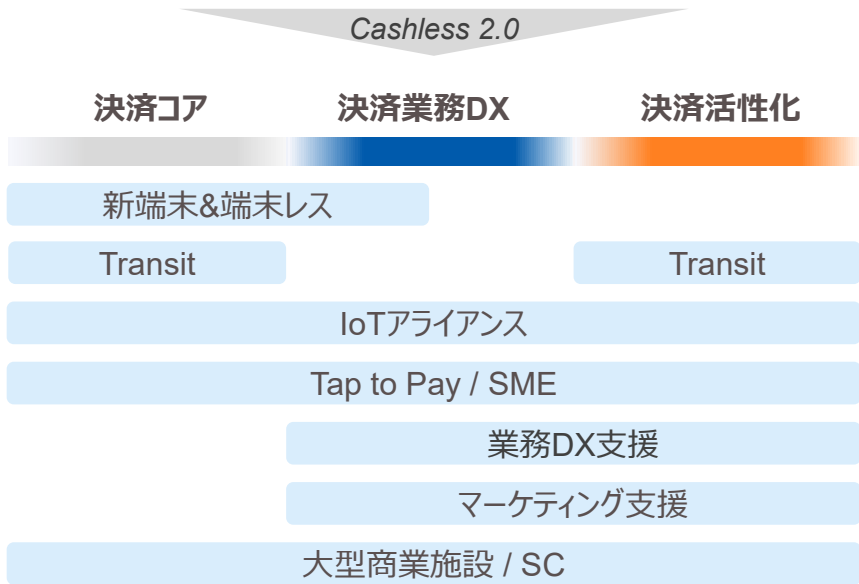 Cashless 2.0
決済コア 決済業務DX 決済活性化
新端末&端末レス
Transit Transit
IoTアライアンス
Tap to Pay / SME
業務DX支援
マーケティング支援
大型商業施設 / SC